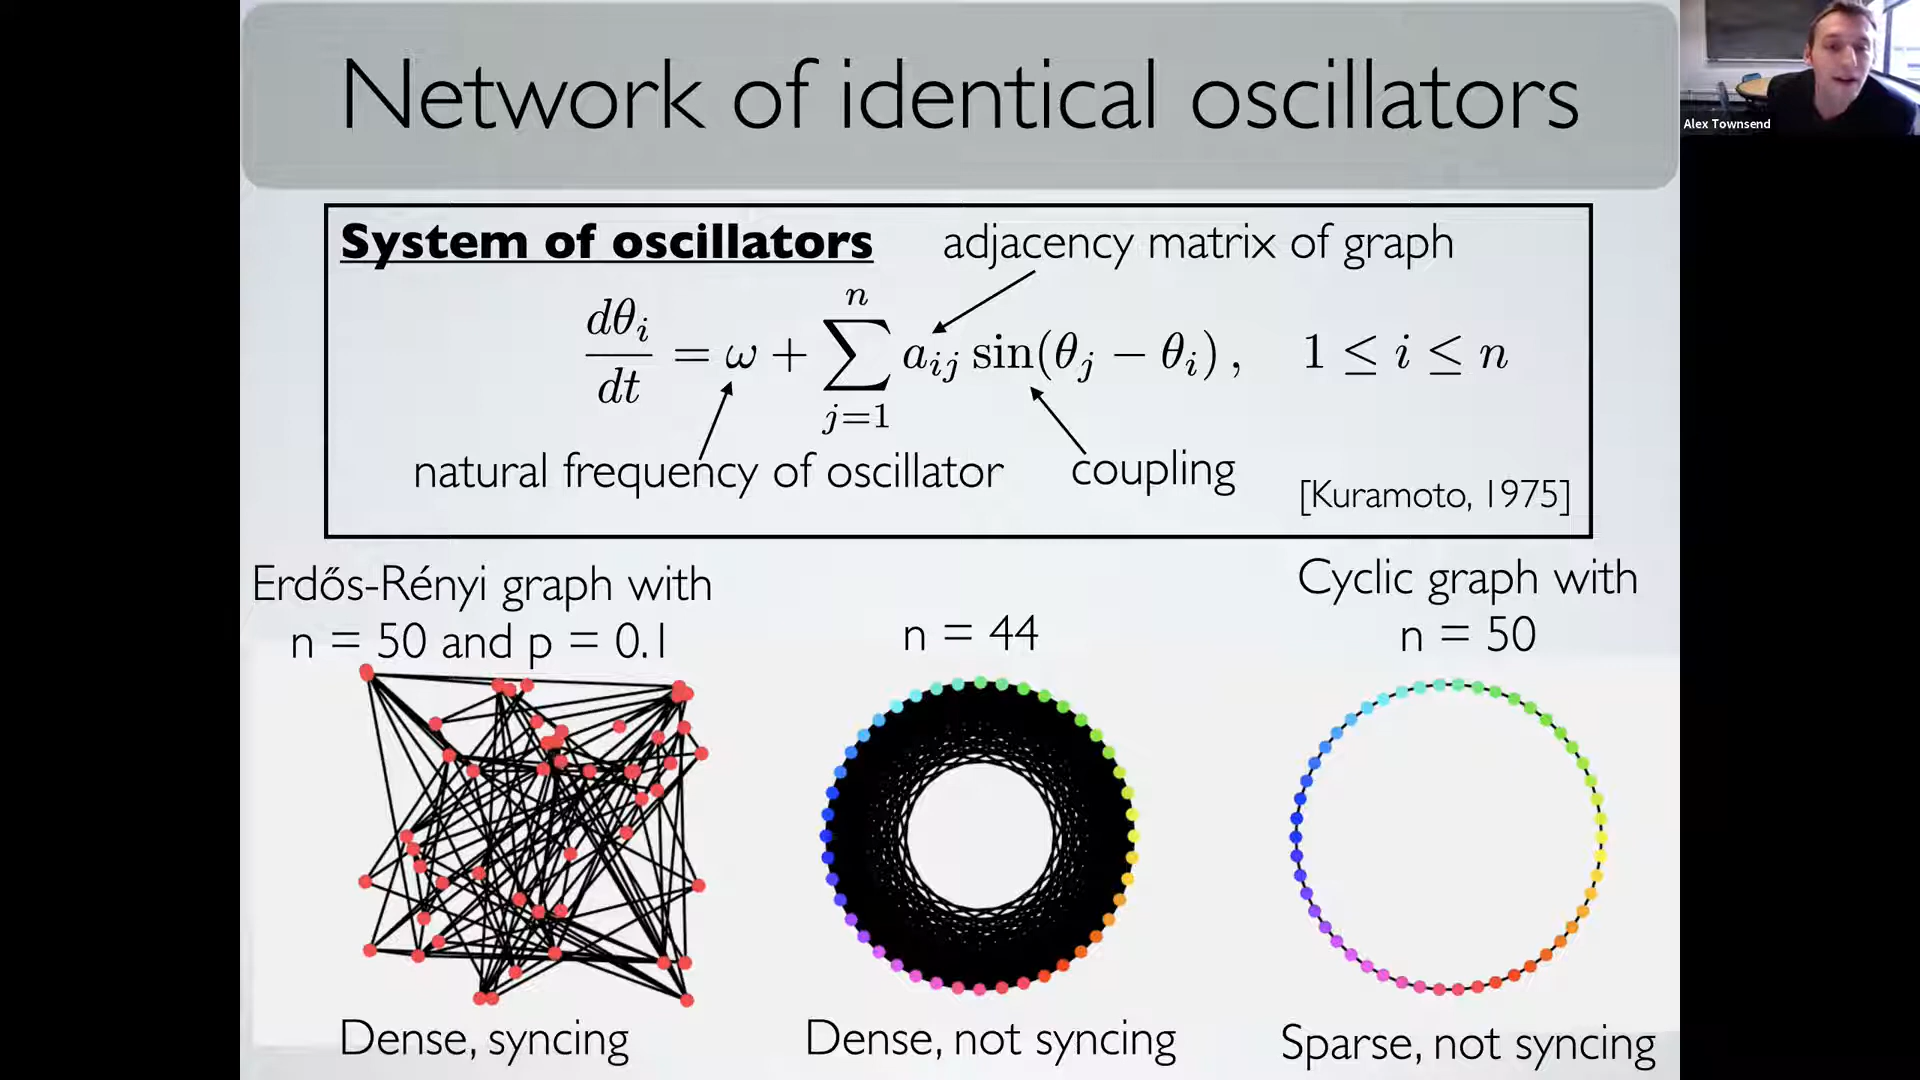 Network of identical oscillators
Alex Townsend
System of oscillators
adjacency matrix of graph
dθ_i/dt = ω + ∑_{j=1}^{n} a_{ij} sin(θ_j − θ_i) , 1 ≤ i ≤ n
natural frequency of oscillator
coupling
[Kuramoto, 1975]
Erdős-Rényi graph with
n = 50 and p = 0.1
n = 44
Cyclic graph with
n = 50
Dense, syncing
Dense, not syncing
Sparse, not syncing